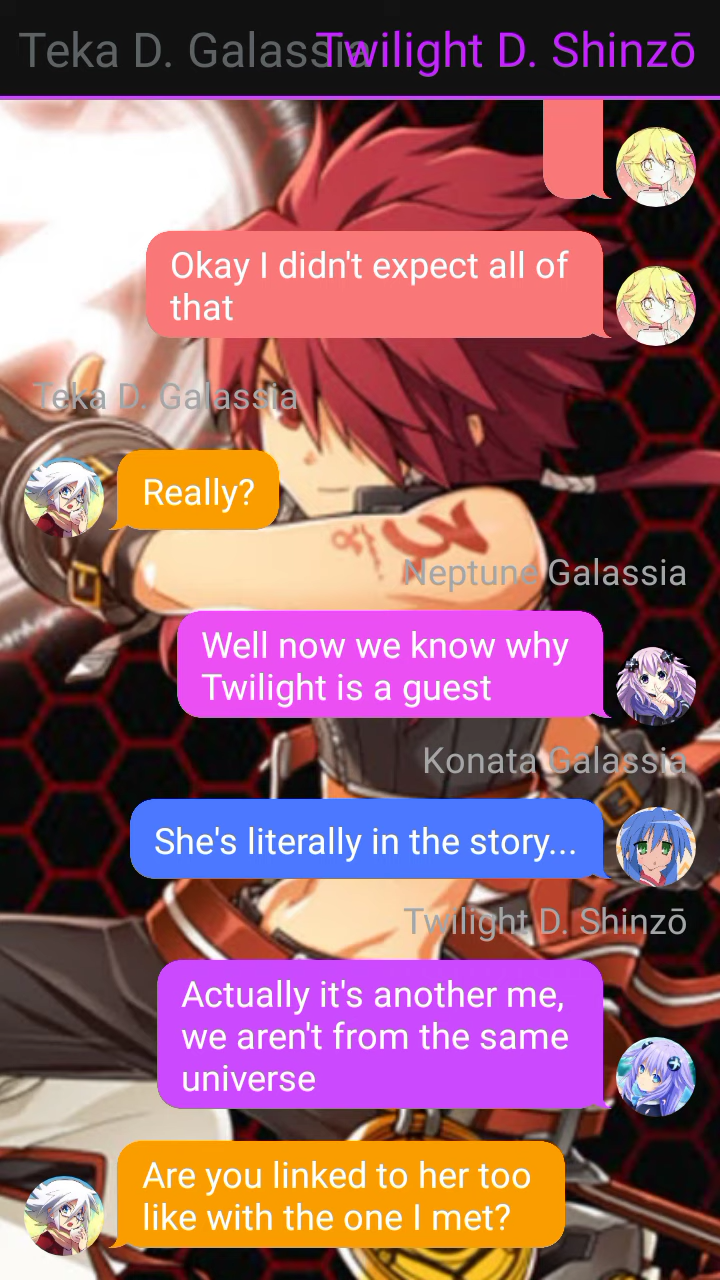 Teka D. Galassia Twilight D. Shinzō
Okay I didn't expect all of
that
Teka D. Galassia
Really?
Neptune Galassia
Well now we know why
Twilight is a guest
Konata Galassia
She's literally in the story...
Twilight D. Shinzō
Actually it's another me,
we aren't from the same
universe
Are you linked to her too
like with the one I met?